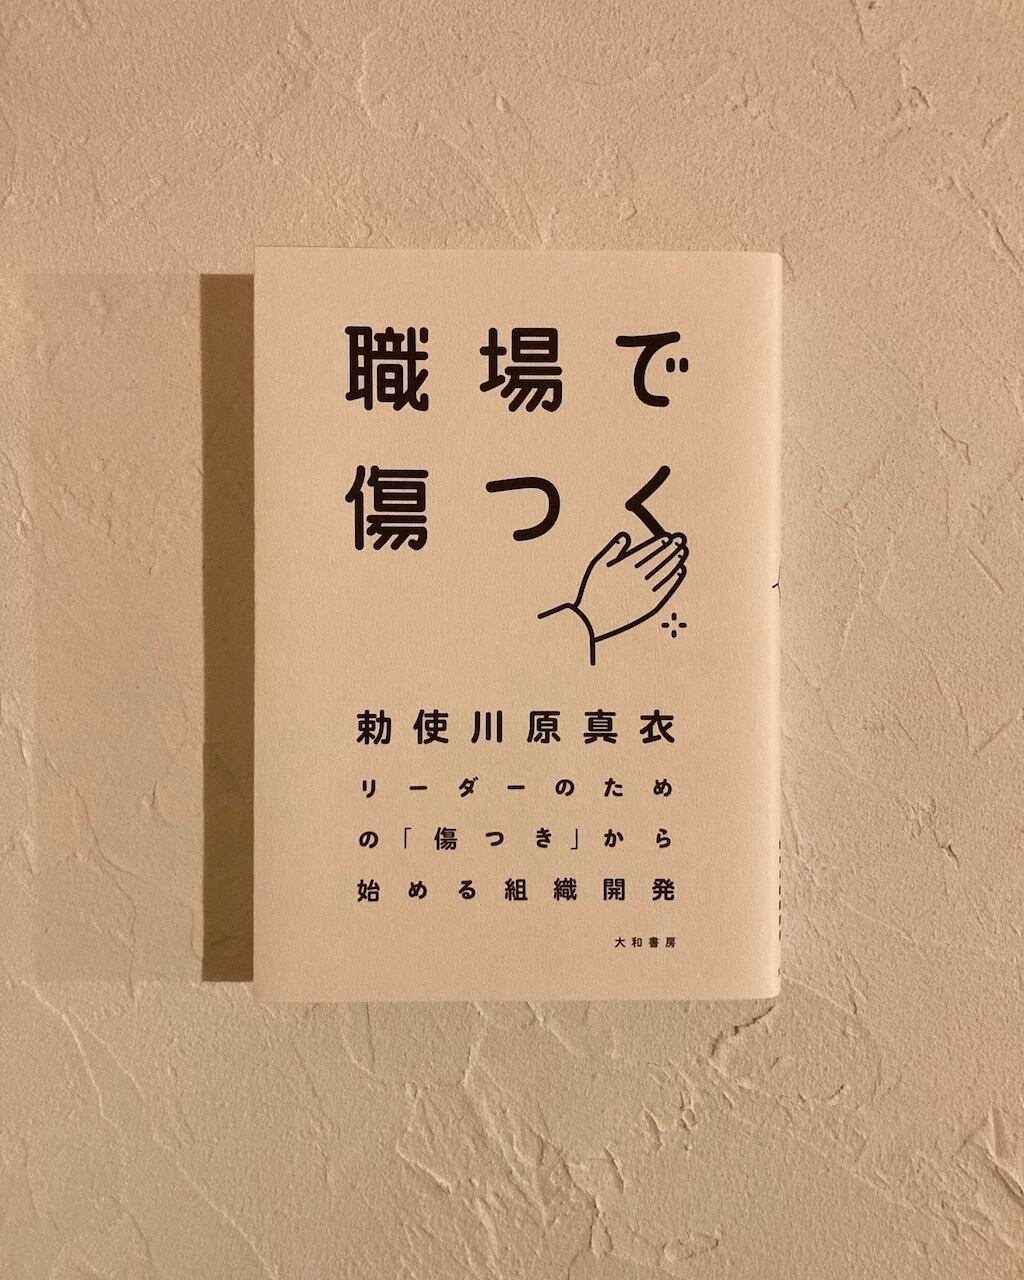 職場で
傷つく
勅使川原真衣
リーダーのため
の「傷つき」から
始める組織開発
大和書房